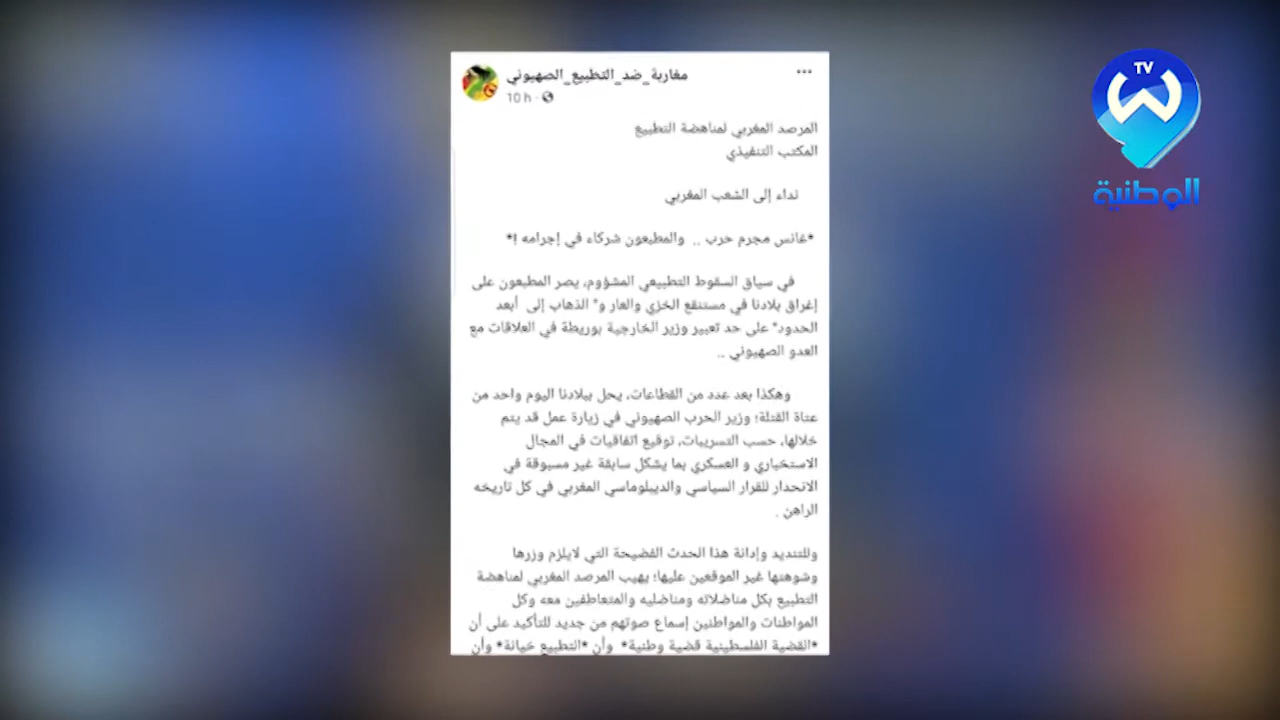 TV
الوطنية
مغاربة_ضد_التطبيع_الصهيوني
10 h ·
المرصد المغربي لمناهضة التطبيع
المكتب التنفيذي
نداء إلى الشعب المغربي
*غانس مجرم حرب .. والمطبعون شركاء في إجرامه !*
في سياق السقوط التطبيعي المشؤوم، يصر المطبعون على
إغراق بلادنا في مستنقع الخزي والعار و" الذهاب إلى أبعد
الحدود" على حد تعبير وزير الخارجية بوريطة في العلاقات مع
العدو الصهيوني ..
وهكذا بعد عدد من القطاعات، يحل ببلادنا اليوم واحد من
عتاة القتلة؛ وزير الحرب الصهيوني في زيارة عمل قد يتم
خلالها، حسب التسريبات، توقيع اتفاقيات في المجال
الاستخباري و العسكري بما يشكل سابقة غير مسبوقة في
الانحدار للقرار السياسي والديبلوماسي المغربي في كل تاريخه
الراهن .
وللتنديد وإدانة هذا الحدث الفضيحة التي لايلزم وزرها
وشوهتها غير الموقعين عليها؛ يهيب المرصد المغربي لمناهضة
التطبيع بكل مناضلاته ومناضليه والمتعاطفين معه وكل
المواطنات والمواطنين إسماع صوتهم من جديد للتأكيد على أن
*القضية الفلسطينية قضية وطنية* وأن *التطبيع خيانة* وأن